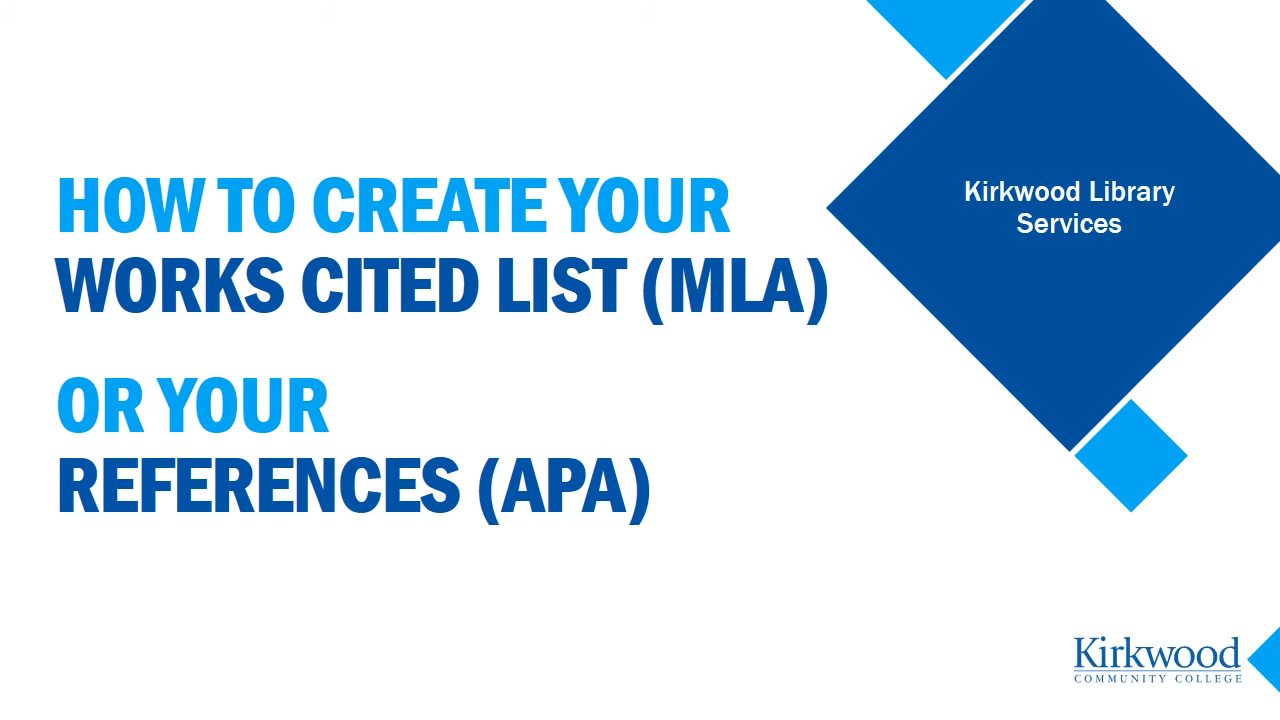 HOW TO CREATE YOUR
WORKS CITED LIST (MLA)
OR YOUR
REFERENCES (APA)
Kirkwood Library
Services
Kirkwood
COMMUNITY COLLEGE